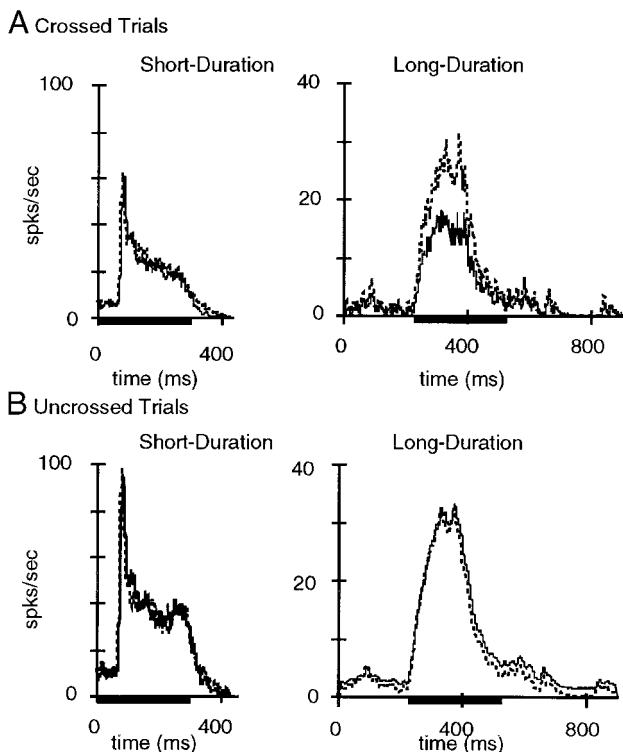 A Crossed Trials
Short-Duration
Long-Duration
100
0
spks/sec
0
400
time (ms)
40
20
0
0
400
800
time (ms)
B Uncrossed Trials
Short-Duration
Long-Duration
100
0
spks/sec
0
400
time (ms)
40
20
0
0
400
800
time (ms)